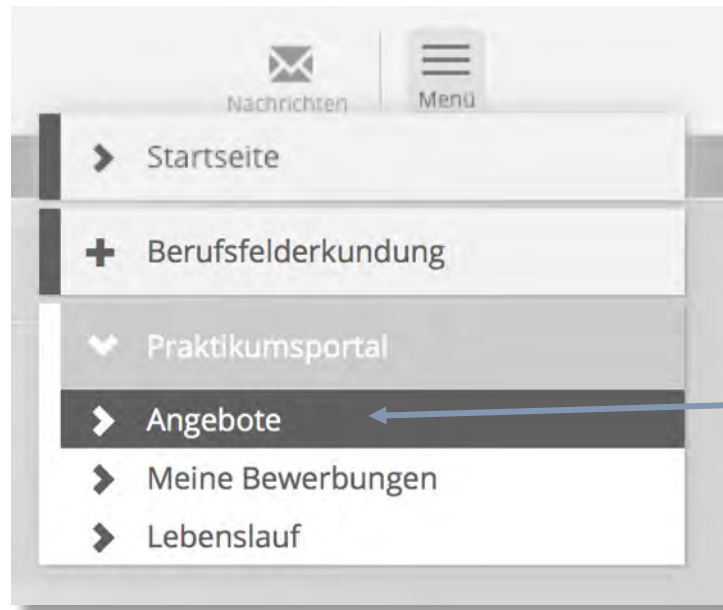 Nachrichten Menü
Startseite
Berufsfelderkundung
Praktikumsportal
Angebote
Meine Bewerbungen
Lebenslauf